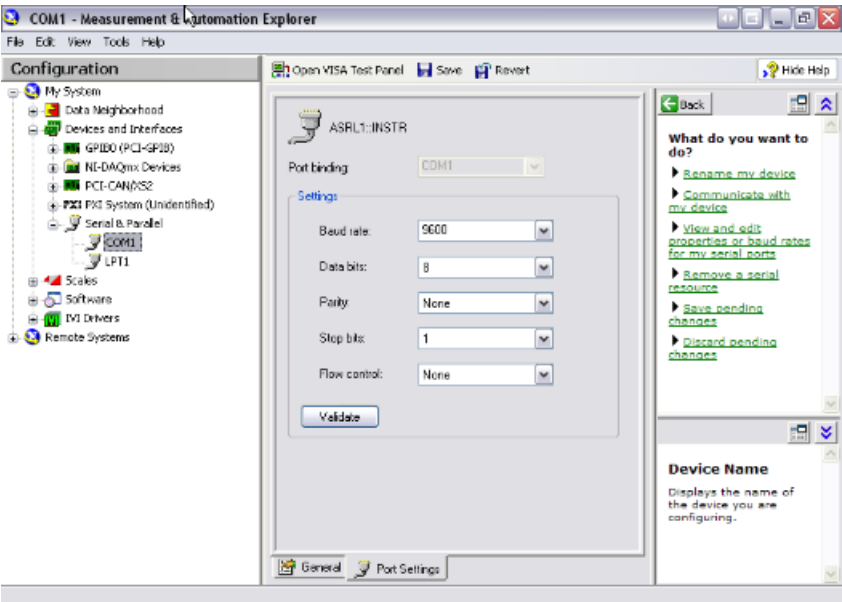 COM1 - Measurement & Automation Explorer
File Edit View Tools Help
Configuration
My System
Data Neighborhood
Devices and Interfaces
GPIB0 (PCI-GPIB)
NI-DAQmx Devices
PCI-CAN/XS2
PXI PXI System (Unidentified)
Serial & Parallel
COM1
LPT1
Scales
Software
IVI Drivers
Remote Systems
Open VISA Test Panel Save Revert
Hide Help
ASRL1::INSTR
Port binding: COM1
Settings
Baud rate: 9600
Data bits: 8
Parity None
Stop bits: 1
Flow control: None
Validate
General Port Settings
Back
What do you want to
do?
Rename my device
Communicate with
my device
View and edit
properties or baud rates
for my serial ports
Remove a serial
resource
Save pending
changes
Discard pending
changes
Device Name
Displays the name of
the device you are
configuring.